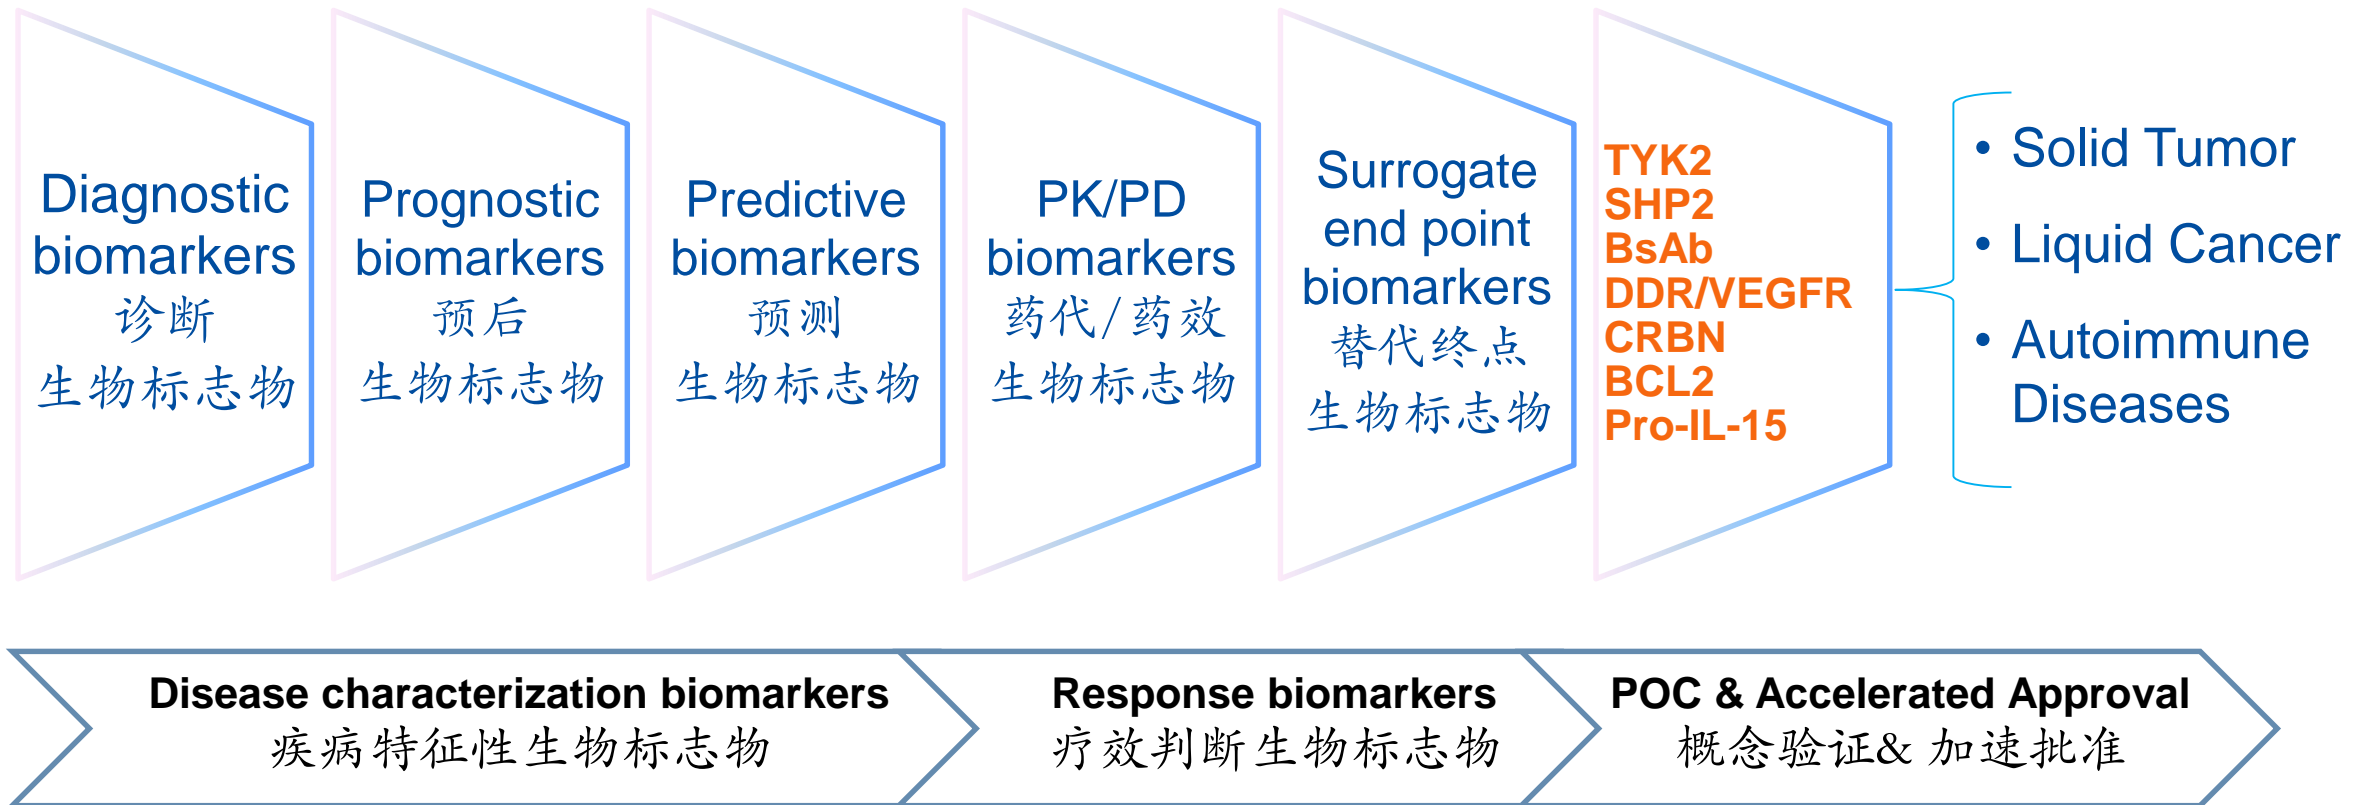 Diagnostic
biomarkers
诊断
生物标志物
Prognostic
biomarkers
预后
生物标志物
Predictive
biomarkers
预测
生物标志物
PK/PD
biomarkers
药代/药效
生物标志物
Surrogate
end point
biomarkers
替代终点
生物标志物
TYK2
SHP2
BsAb
DDR/VEGFR
CRBN
BCL2
Pro-IL-15
• Solid Tumor
• Liquid Cancer
• Autoimmune
Diseases
Disease characterization biomarkers
疾病特征性生物标志物
Response biomarkers
疗效判断生物标志物
POC & Accelerated Approval
概念验证& 加速批准